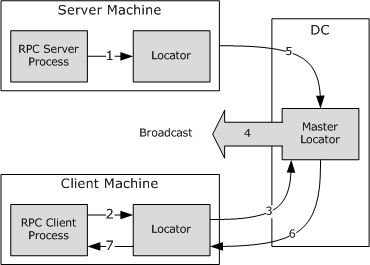 Server Machine
RPC Server
Process
1
Locator
5
DC
Broadcast
4
Master
Locator
Client Machine
RPC Client
Process
2
7
Locator
3
6